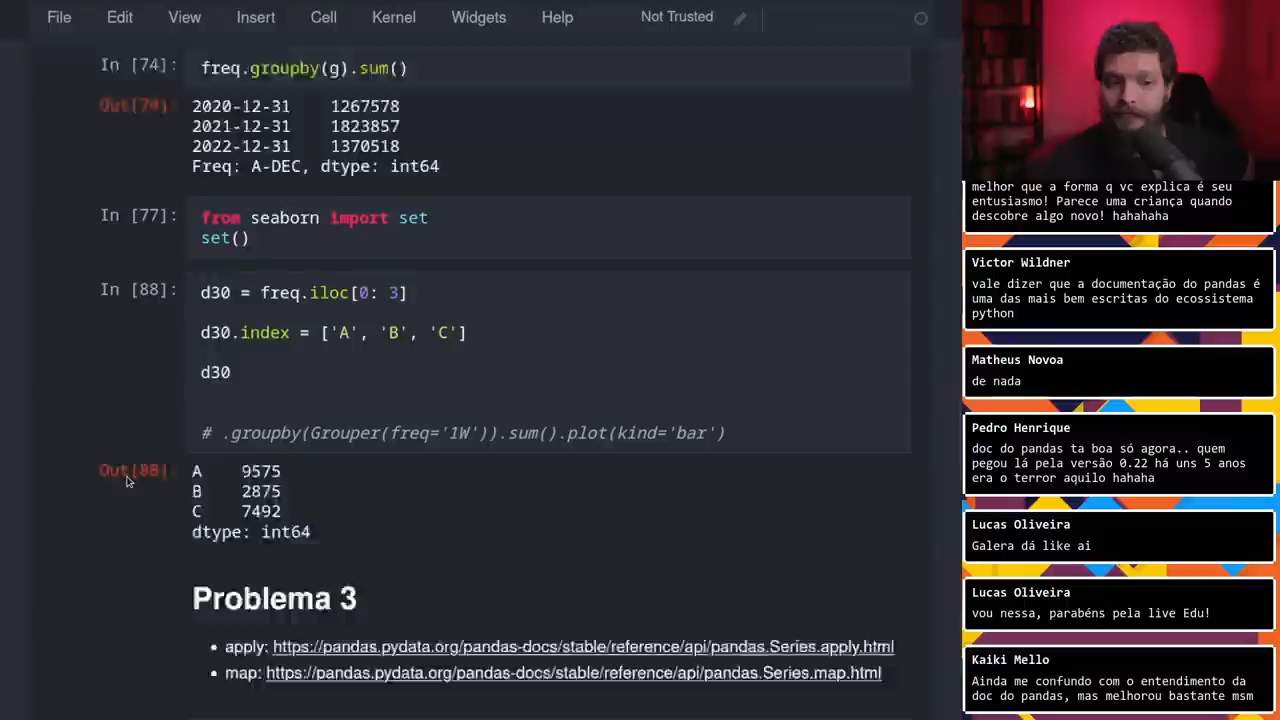 File Edit View Insert Cell Kernel Widgets Help Not Trusted
In [74]: freq.groupby(g).sum()
Out[74]: 2020-12-31 1267578
2021-12-31 1823857
2022-12-31 1370518
Freq: A-DEC, dtype: int64
In [77]: from seaborn import set
set()
In [88]: d30 = freq.iloc[0: 3]
d30.index = ['A', 'B', 'C']
d30
# .groupby(Grouper(freq='1W')).sum().plot(kind='bar')
Out[88]: A 9575
B 2875
C 7492
dtype: int64
Problema 3
• apply: https://pandas.pydata.org/pandas-docs/stable/reference/api/pandas.Series.apply.html
• map: https://pandas.pydata.org/pandas-docs/stable/reference/api/pandas.Series.map.html
melhor que a forma q vc explica é seu
entusiasmo! Parece uma criança quando
descobre algo novo! hahahaha
Victor Wildner
vale dizer que a documentação do pandas é
uma das mais bem escritas do ecossistema
python
Matheus Novoa
de nada
Pedro Henrique
doc do pandas ta boa só agora.. quem
pegou lá pela versão 0.22 há uns 5 anos
era o terror aquilo hahaha
Lucas Oliveira
Galera dá like ai
Lucas Oliveira
vou nessa, parabéns pela live Edu!
Kaiki Mello
Ainda me confundo com o entendimento da
doc do pandas, mas melhorou bastante msm